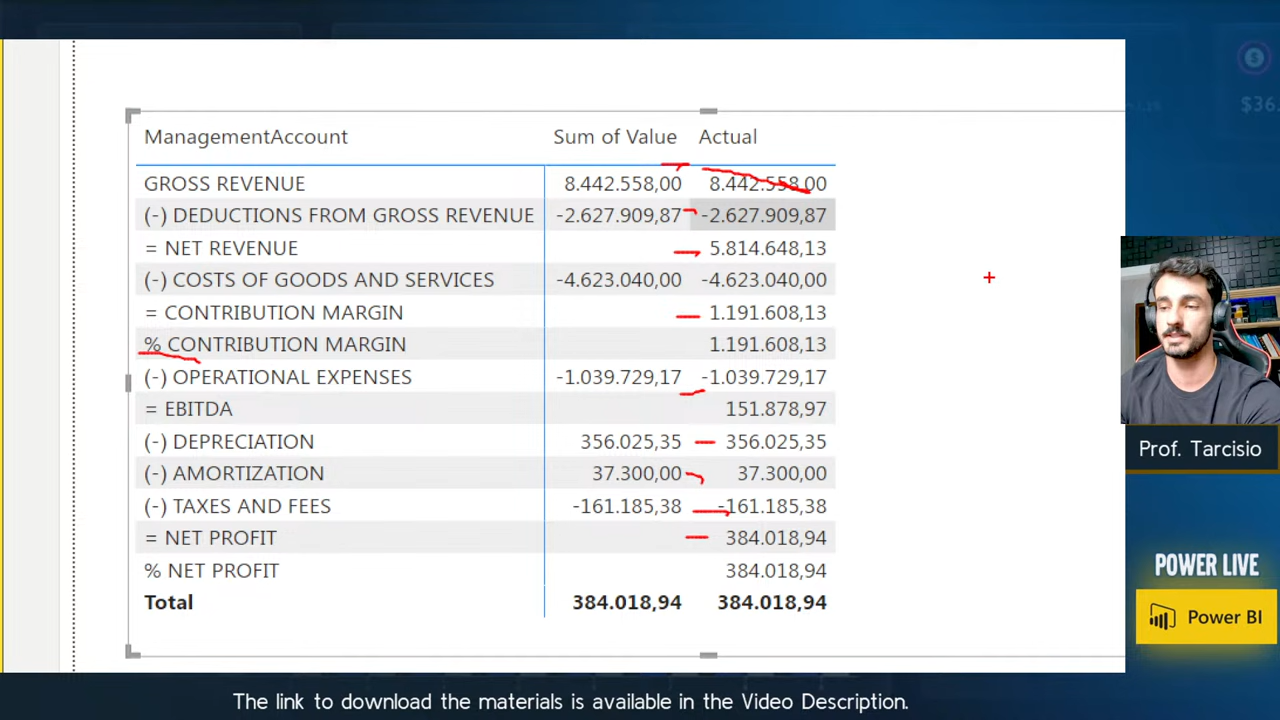 $36.
ManagementAccount Sum of Value Actual
GROSS REVENUE 8.442.558,00 8.442.558,00
(-) DEDUCTIONS FROM GROSS REVENUE -2.627.909,87 -2.627.909,87
= NET REVENUE 5.814.648,13
(-) COSTS OF GOODS AND SERVICES -4.623.040,00 -4.623.040,00
= CONTRIBUTION MARGIN 1.191.608,13
% CONTRIBUTION MARGIN 1.191.608,13
(-) OPERATIONAL EXPENSES -1.039.729,17 -1.039.729,17
= EBITDA 151.878,97
(-) DEPRECIATION 356.025,35 356.025,35
(-) AMORTIZATION 37.300,00 37.300,00
(-) TAXES AND FEES -161.185,38 -161.185,38
= NET PROFIT 384.018,94
% NET PROFIT 384.018,94
Total 384.018,94 384.018,94
Prof. Tarcisio
POWER LIVE
Power BI
The link to download the materials is available in the Video Description.